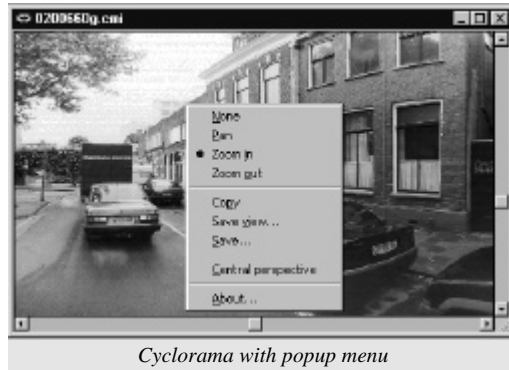 0200660g.cmi
None
Pan
Zoom in
Zoom out
Copy
Save view...
Save...
Central perspective
About...
Cyclorama with popup menu